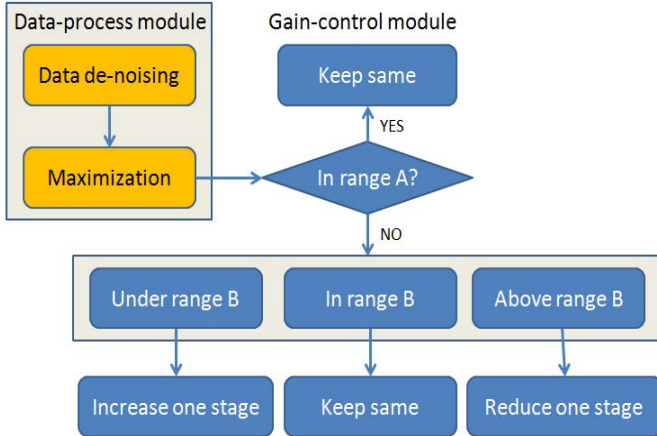 Data-process module
Gain-control module
Data de-noising
Keep same
YES
Maximization
In range A?
NO
Under range B
In range B
Above range B
Increase one stage
Keep same
Reduce one stage